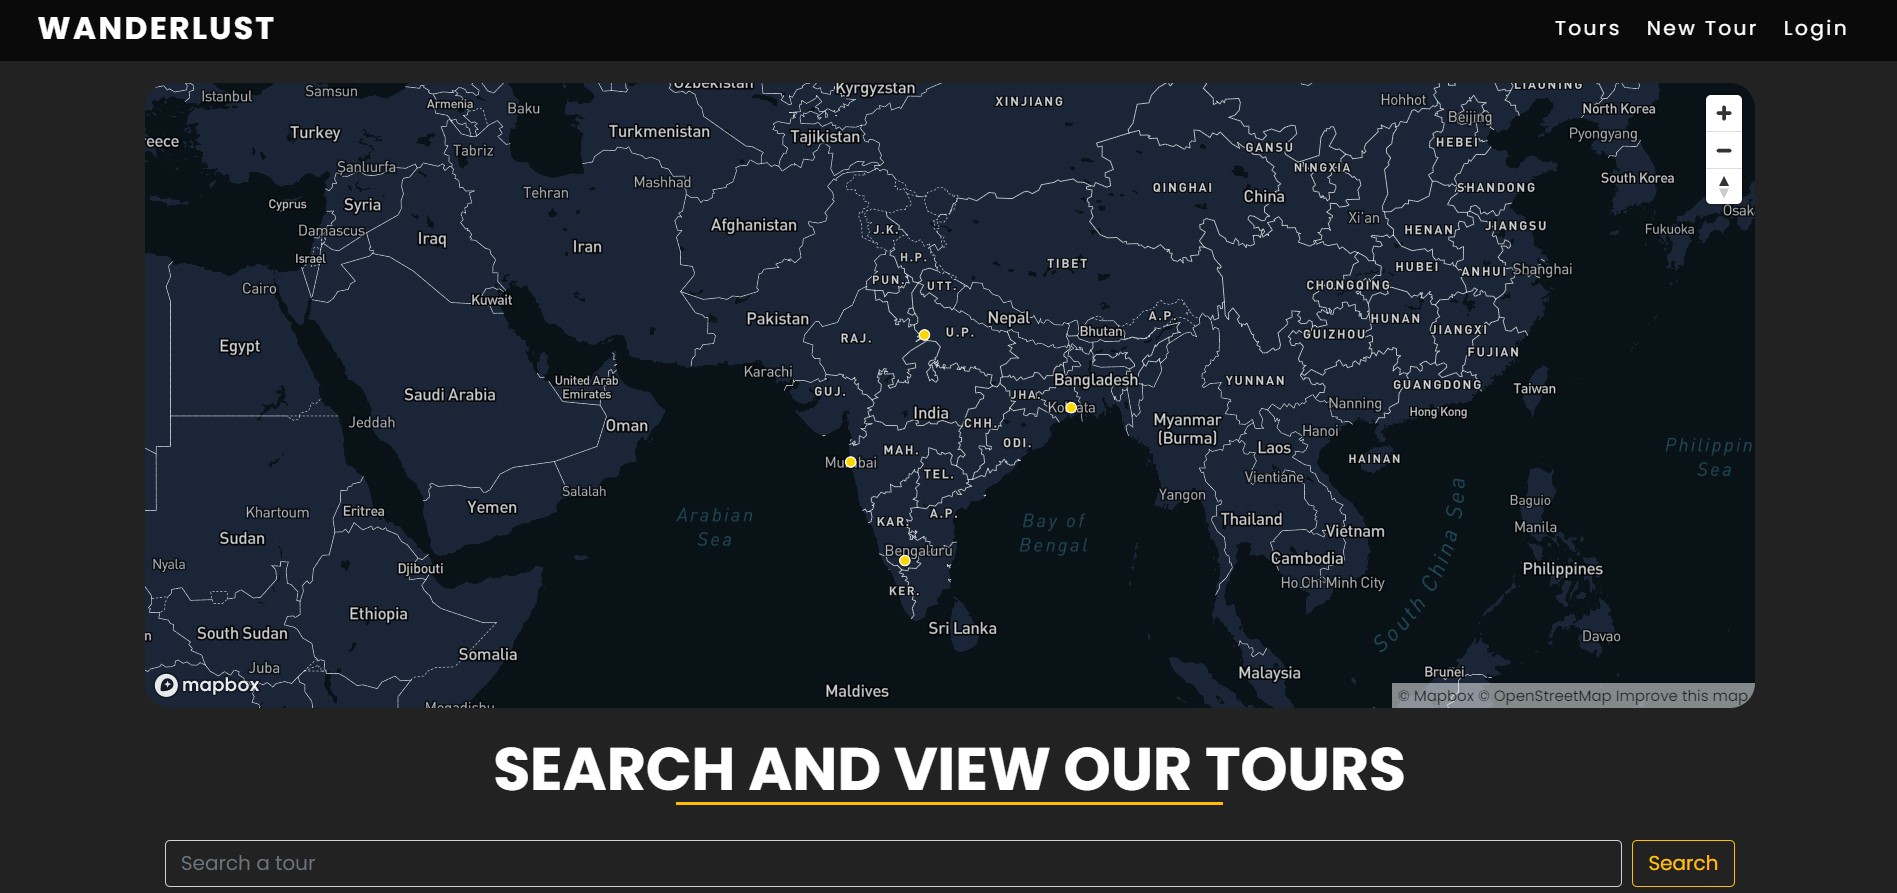 WANDERLUST
Tours New Tour Login
Istanbul
Samsun
Armenia
Baku
Uzbekistan
Kyrgyzstan
XINJIANG
Hohhot
Beijing
LIAONING
North Korea
Turkey
Tabriz
Turkmenistan
Tajikistan
GANSU
HEBEI
Pyongyang
Sanlıurfa
Mashhad
NINGXIA
Cyprus
Syria
Tehran
QINGHAI
China
SHANDONG
South Korea
Damascus
Iraq
Iran
Afghanistan
J.K.
Xi'an
HENAN
JIANGSU
Fukuoka
Israel
H.P.
TIBET
HUBEI
ANHUI
Shanghai
Cairo
Kuwait
PUN.
UTT.
CHONGQING
Egypt
Pakistan
RAJ.
U.P.
Nepal
Bhutan
A.P.
GUIZHOU
HUNAN
JIANGXI
FUJIAN
Karachi
Saudi Arabia
United Arab
Emirates
GUJ.
Bangladesh
JHA.
YUNNAN
GUANGDONG
Taiwan
Jeddah
Oman
India
CHH.
Myanmar
(Burma)
Nanning
Hong Kong
Hanoi
Laos
ODI.
MAH.
TEL.
HAINAN
Philippin
Sea
Vientiane
Salalah
Yangon
Baguio
Khartoum
Eritrea
Yemen
Arabian
Sea
KAR.
A.P.
Bay of
Bengal
Thailand
Vietnam
Manila
Sudan
Bengaluru
Cambodia
South China Sea
Nyala
Djibouti
KER.
Ho Chi Minh City
Philippines
Ethiopia
South Sudan
Sri Lanka
Davao
Juba
Somalia
Malaysia
Brunei
mapbox
Maldives
© Mapbox © OpenStreetMap Improve this map
SEARCH AND VIEW OUR TOURS
Search a tour
Search